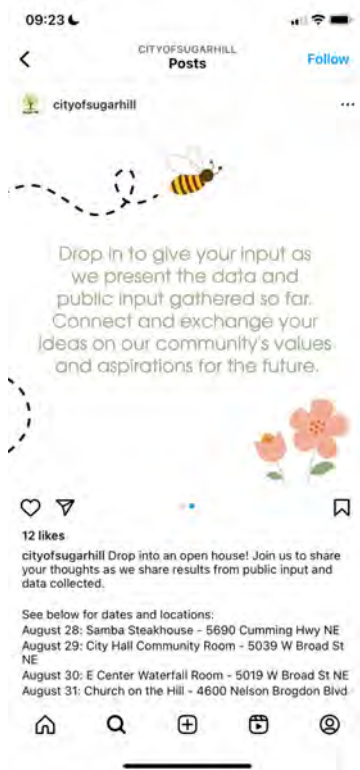 09:23
CITYOFSUGARHILL
Posts
Follow
cityofsugarhill
Drop in to give your input as
we present the data and
public input gathered so far.
Connect and exchange your
ideas on our community's values
and aspirations for the future.
12 likes
cityofsugarhill Drop into an open house! Join us to share
your thoughts as we share results from public input and
data collected.
See below for dates and locations:
August 28: Samba Steakhouse - 5690 Cumming Hwy NE
August 29: City Hall Community Room - 5039 W Broad St
NE
August 30: E Center Waterfall Room - 5019 W Broad St NE
August 31: Church on the Hill - 4600 Nelson Brogdon Blvd